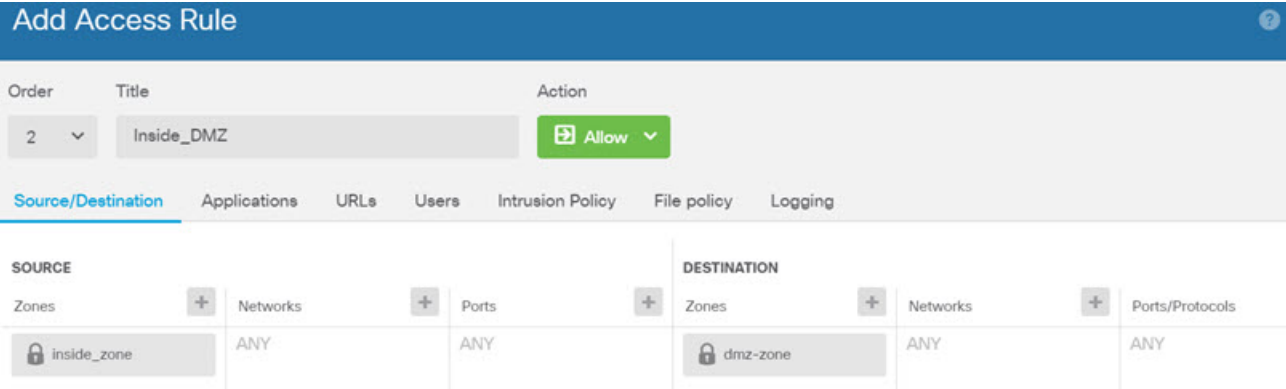 Add Access Rule
Order Title Action
2 Inside_DMZ Allow
Source/Destination Applications URLs Users Intrusion Policy File policy Logging
SOURCE DESTINATION
Zones + Networks + Ports + Zones + Networks + Ports/Protocols
inside_zone ANY ANY dmz-zone ANY ANY